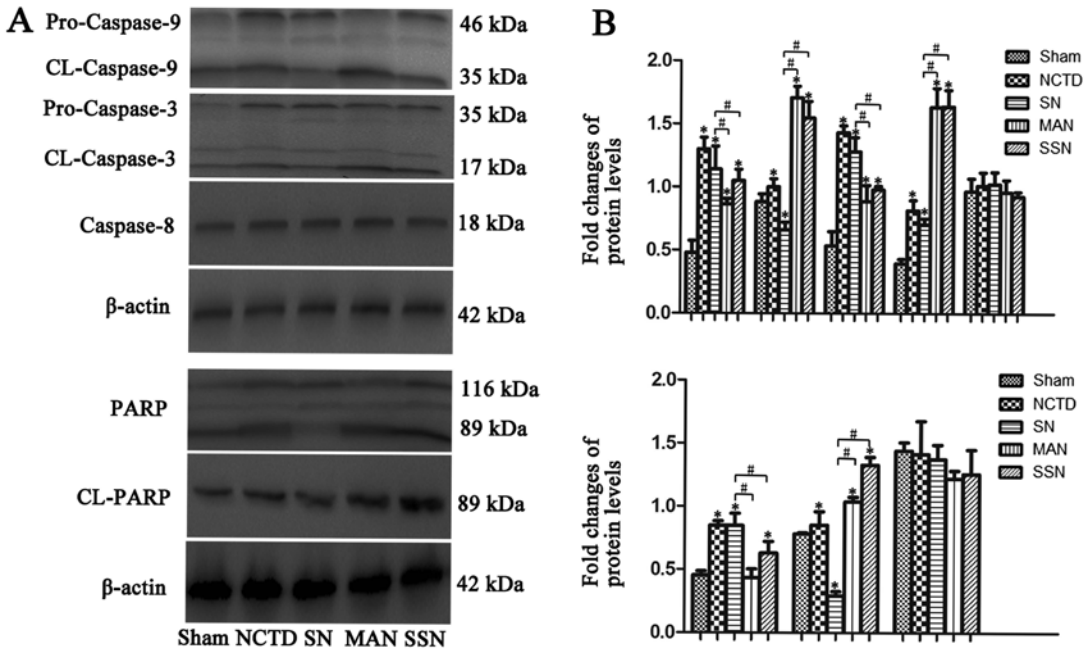 A
Pro-Caspase-9
46 kDa
CL-Caspase-9
35 kDa
Pro-Caspase-3
35 kDa
CL-Caspase-3
17 kDa
Caspase-8
18 kDa
β-actin
42 kDa
PARP
116 kDa
89 kDa
CL-PARP
89 kDa
β-actin
42 kDa
Sham NCTD SN MAN SSN
B
Fold changes of
protein levels
2.0
1.5
1.0
0.5
0.0
* * * * # #
* * * * # #
* * * * # #
* * * * # #
Sham
NCTD
SN
MAN
SSN
Fold changes of
protein levels
2.0
1.5
1.0
0.5
0.0
* * * # #
* * * * # #
Sham
NCTD
SN
MAN
SSN